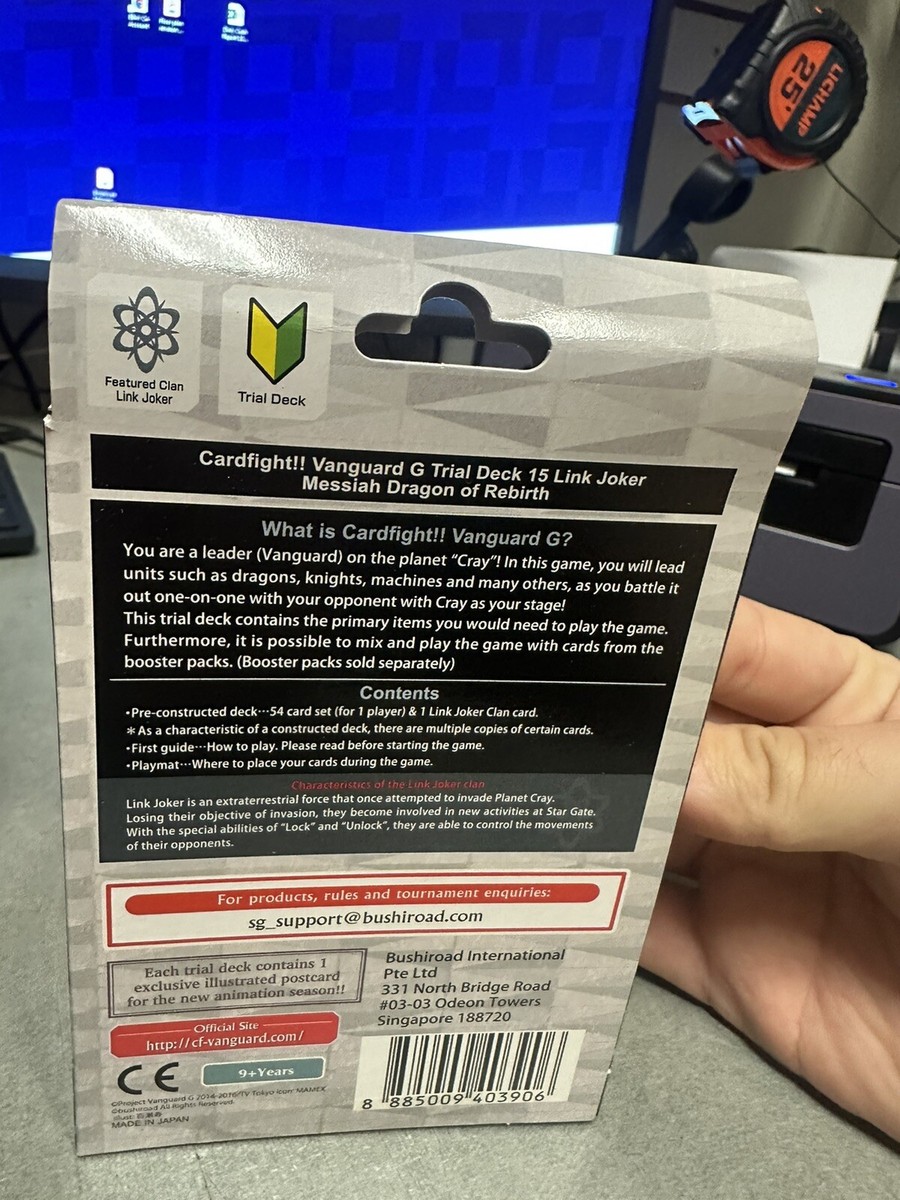 LICHAMP
25'
Featured Clan
Link Joker
Trial Deck
Cardfight!! Vanguard G Trial Deck 15 Link Joker
Messiah Dragon of Rebirth
What is Cardfight!! Vanguard G?
You are a leader (Vanguard) on the planet “Cray”! In this game, you will lead
units such as dragons, knights, machines and many others, as you battle it
out one-on-one with your opponent with Cray as your stage!
This trial deck contains the primary items you would need to play the game.
Furthermore, it is possible to mix and play the game with cards from the
booster packs. (Booster packs sold separately)
Contents
•Pre-constructed deck⋯54 card set (for 1 player) & 1 Link Joker Clan card.
＊As a characteristic of a constructed deck, there are multiple copies of certain cards.
•First guide⋯How to play. Please read before starting the game.
•Playmat⋯Where to place your cards during the game.
Characteristics of the Link Joker clan
Link Joker is an extraterrestrial force that once attempted to invade Planet Cray.
Losing their objective of invasion, they become involved in new activities at Star Gate.
With the special abilities of “Lock” and “Unlock”, they are able to control the movements
of their opponents.
For products, rules and tournament enquiries:
sg_support@bushiroad.com
Each trial deck contains 1
exclusive illustrated postcard
for the new animation season!!
Bushiroad International
Pte Ltd
331 North Bridge Road
#03-03 Odeon Towers
Singapore 188720
Official Site
http://cf-vanguard.com/
CE
9+Years
©Project Vanguard G 2014-2016/TV Tokyo Icon: MAMEX
©bushiroad All Rights Reserved.
MADE IN JAPAN
8 885009 403906